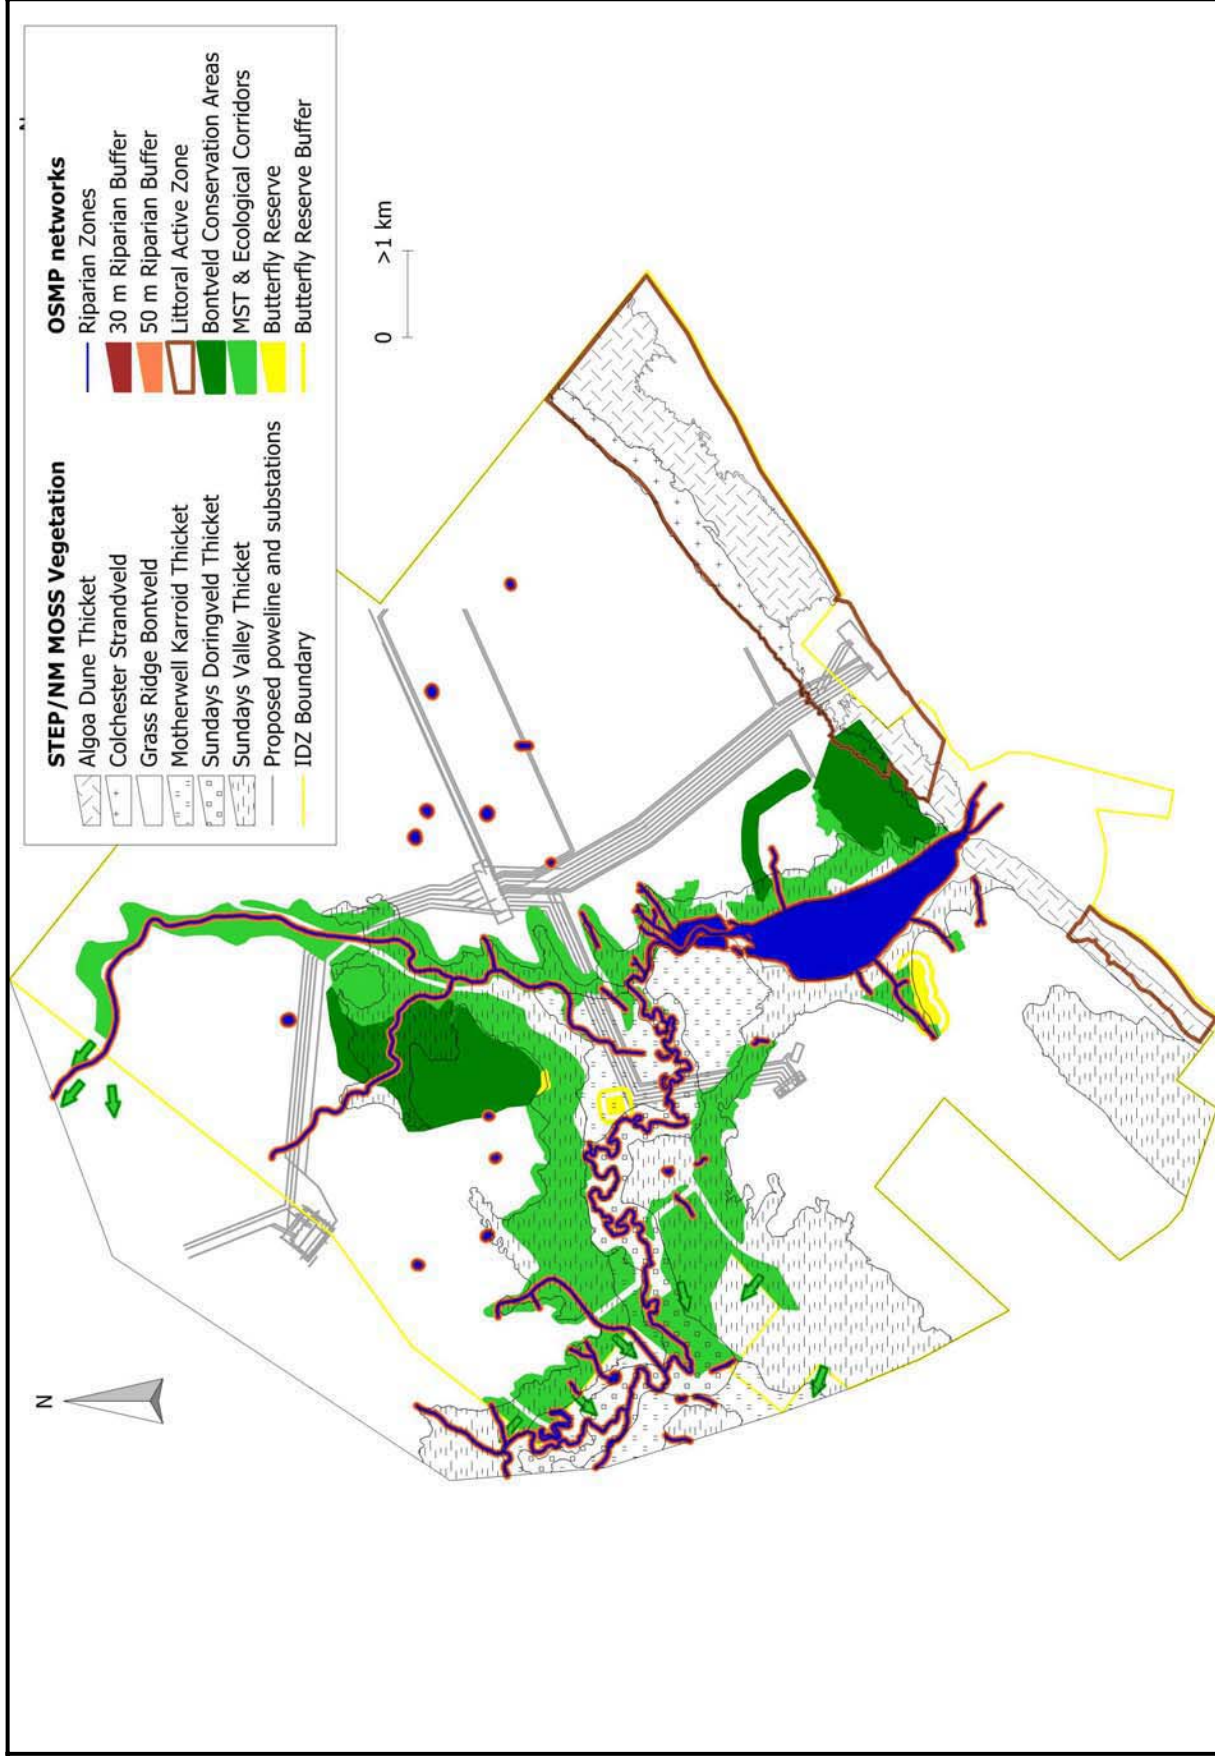 STEP/NM MOSS Vegetation
Algoa Dune Thicket
Colchester Strandveld
Grass Ridge Bontveld
Motherwell Karroid Thicket
Sundays Doringveld Thicket
Sundays Valley Thicket
Proposed poweline and substations
IDZ Boundary
OSMP networks
Riparian Zones
30 m Riparian Buffer
50 m Riparian Buffer
Littoral Active Zone
Bontveld Conservation Areas
MST & Ecological Corridors
Butterfly Reserve
Butterfly Reserve Buffer
0 >1 km
N